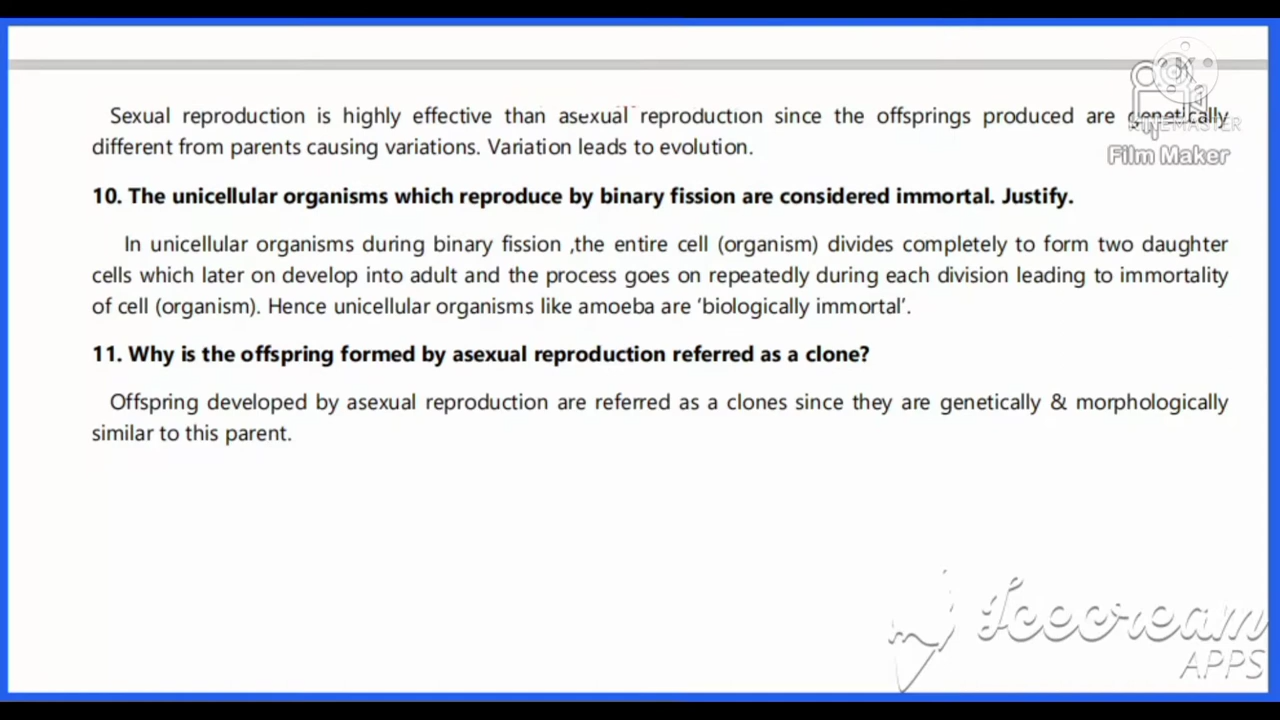 Sexual reproduction is highly effective than asexual reproduction since the offsprings produced are genetically
different from parents causing variations. Variation leads to evolution.
10. The unicellular organisms which reproduce by binary fission are considered immortal. Justify.
In unicellular organisms during binary fission ,the entire cell (organism) divides completely to form two daughter
cells which later on develop into adult and the process goes on repeatedly during each division leading to immortality
of cell (organism). Hence unicellular organisms like amoeba are ‘biologically immortal’.
11. Why is the offspring formed by asexual reproduction referred as a clone?
Offspring developed by asexual reproduction are referred as a clones since they are genetically & morphologically
similar to this parent.
KINEMASTER
Film Maker
Icecream
APPS